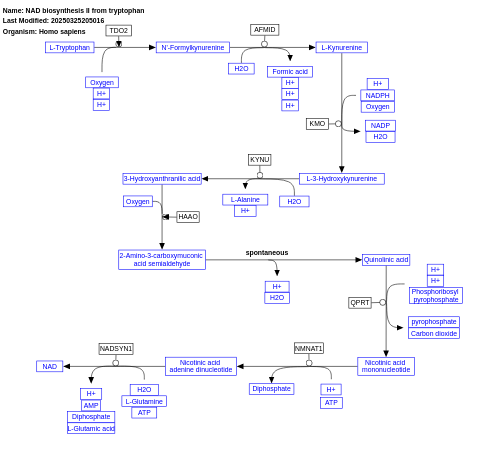 Name: NAD biosynthesis II from tryptophan
Last Modified: 20250325205016
Organism: Homo sapiens
TDO2
AFMID
L-Tryptophan
N'-Formylkynurenine
L-Kynurenine
Oxygen
H+
H+
H2O
Formic acid
H+
H+
H+
H+
NADPH
Oxygen
KMO
NADP
H2O
KYNU
3-Hydroxyanthranilic acid
L-3-Hydroxykynurenine
L-Alanine
H+
H2O
Oxygen
HAAO
spontaneous
2-Amino-3-carboxymuconic
acid semialdehyde
Quinolinic acid
H+
H2O
H+
H+
Phosphoribosyl
pyrophosphate
QPRT
pyrophosphate
Carbon dioxide
NADSYN1
NMNAT1
NAD
Nicotinic acid
adenine dinucleotide
Nicotinic acid
mononucleotide
H+
AMP
Diphosphate
L-Glutamic acid
H2O
L-Glutamine
ATP
Diphosphate
H+
ATP